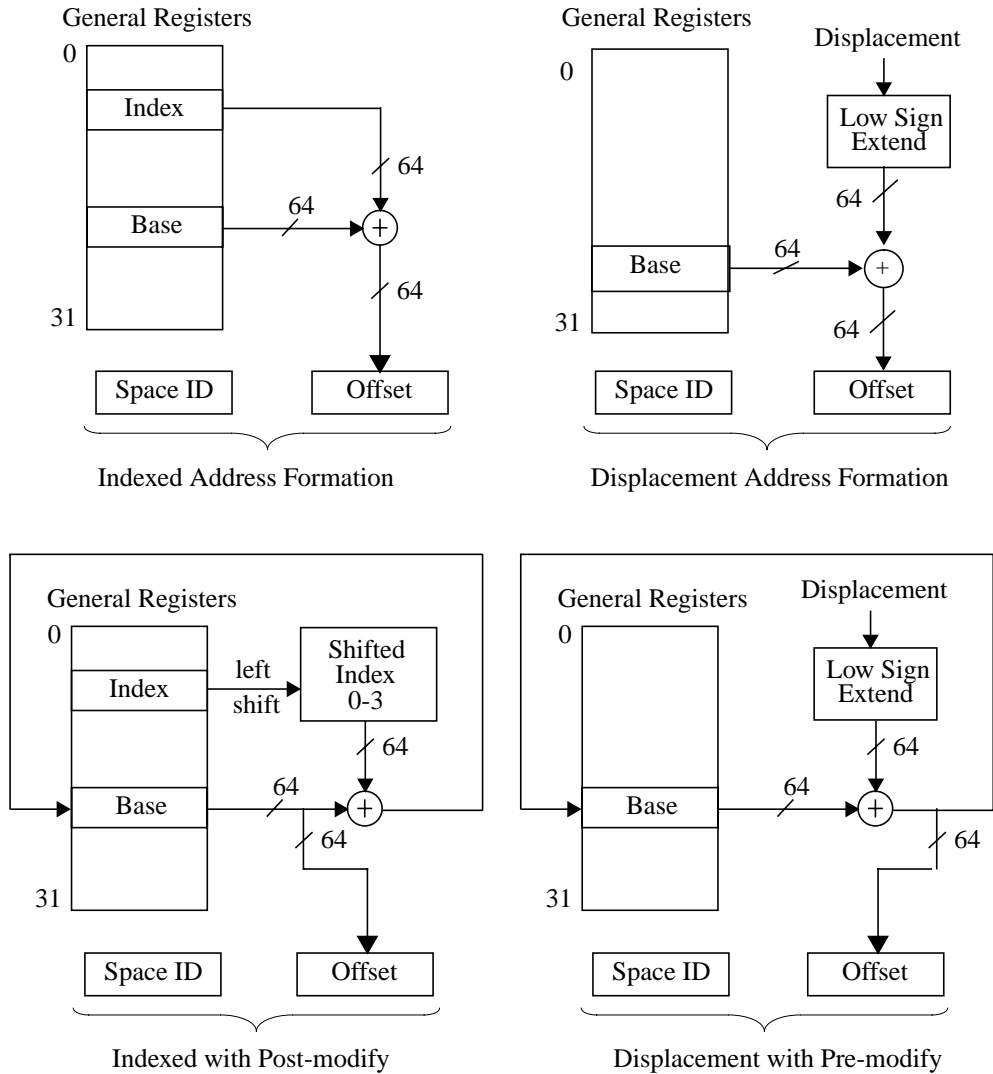 General Registers
0
Index
64
64
Base
+
64
31
Space ID
Offset
Indexed Address Formation
General Registers
Displacement
0
Low Sign
Extend
64
64
Base
+
64
31
Space ID
Offset
Displacement Address Formation
General Registers
0
Shifted
Index
0-3
left
shift
Index
64
64
Base
+
64
31
Space ID
Offset
Indexed with Post-modify
General Registers
Displacement
0
Low Sign
Extend
64
64
Base
+
64
31
Space ID
Offset
Displacement with Pre-modify